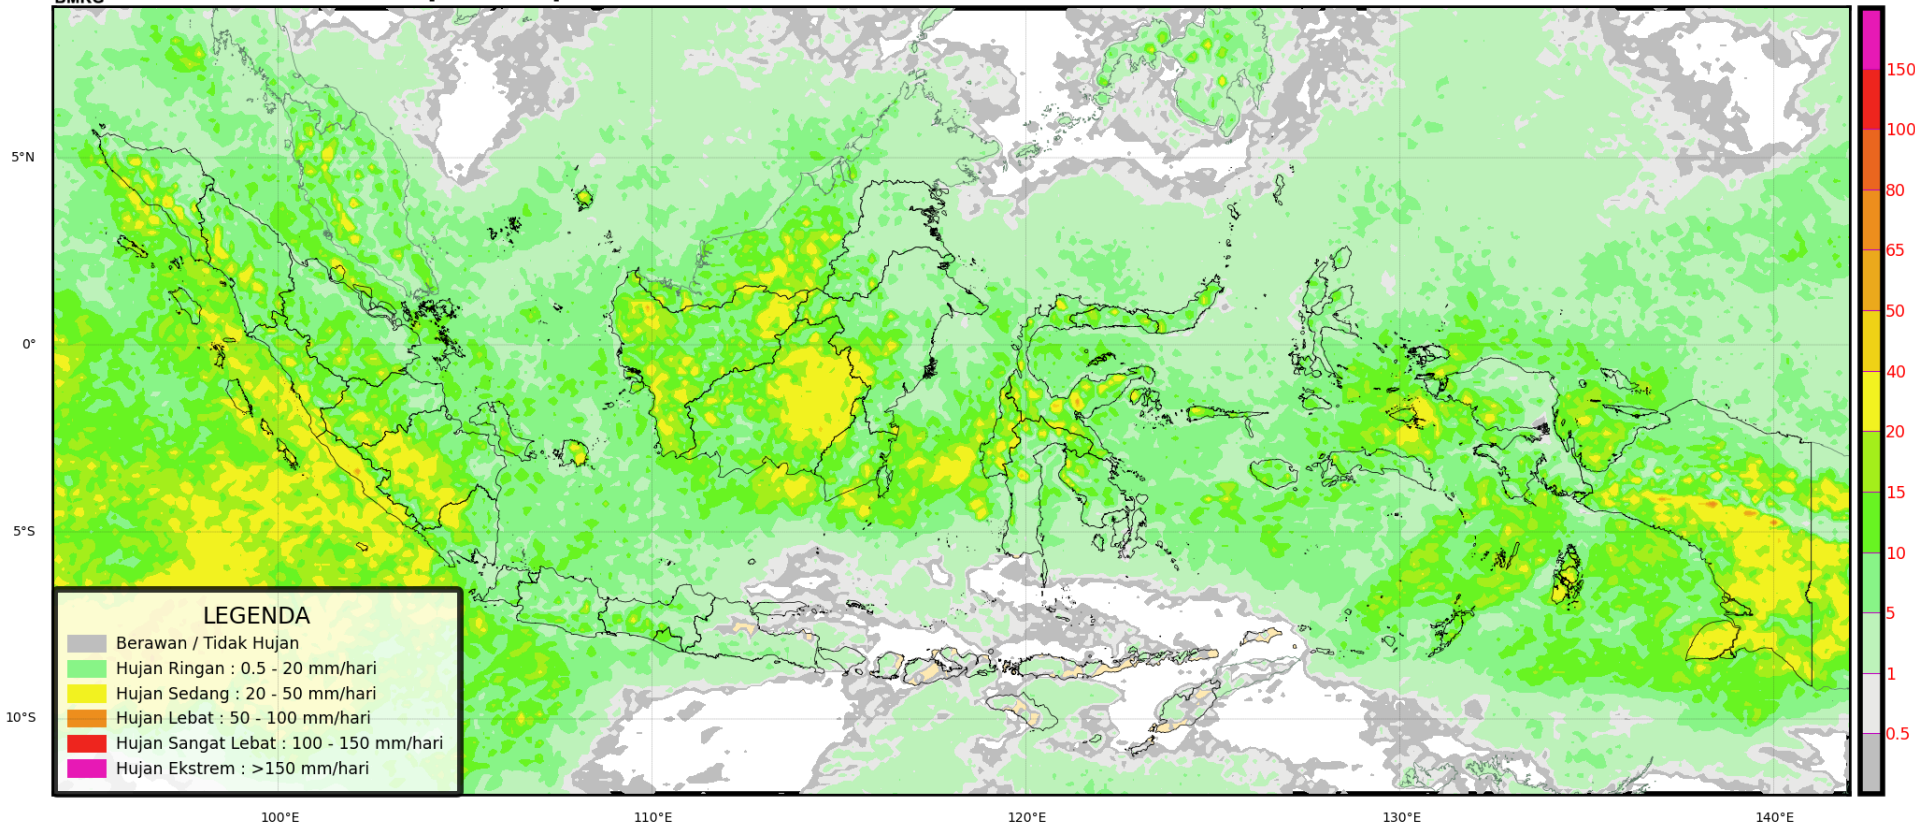 BMKG
150
100
80
65
50
40
20
15
10
5
1
0.5
5°N
0°
5°S
10°S
LEGENDA
Berawan / Tidak Hujan
Hujan Ringan : 0.5 - 20 mm/hari
Hujan Sedang : 20 - 50 mm/hari
Hujan Lebat : 50 - 100 mm/hari
Hujan Sangat Lebat : 100 - 150 mm/hari
Hujan Ekstrem : >150 mm/hari
100°E
110°E
120°E
130°E
140°E